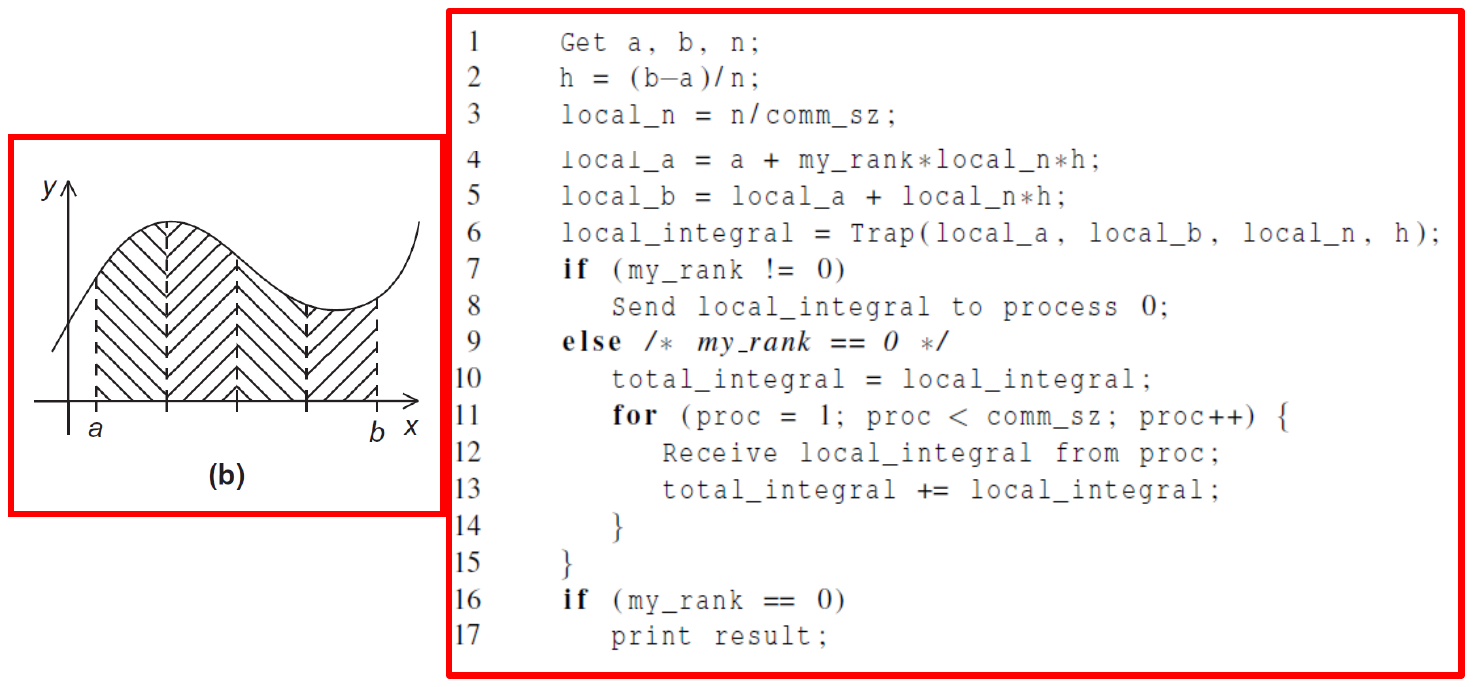 y
a
b x
(b)
1 Get a, b, n;
2 h = (b−a)/n;
3 local_n = n/comm_sz;
4 local_a = a + my_rank*local_n*h;
5 local_b = local_a + local_n*h;
6 local_integral = Trap(local_a, local_b, local_n, h);
7 if (my_rank != 0)
8 Send local_integral to process 0;
9 else /* my_rank == 0 */
10 total_integral = local_integral;
11 for (proc = 1; proc < comm_sz; proc++) {
12 Receive local_integral from proc;
13 total_integral += local_integral;
14 }
15 }
16 if (my_rank == 0)
17 print result;